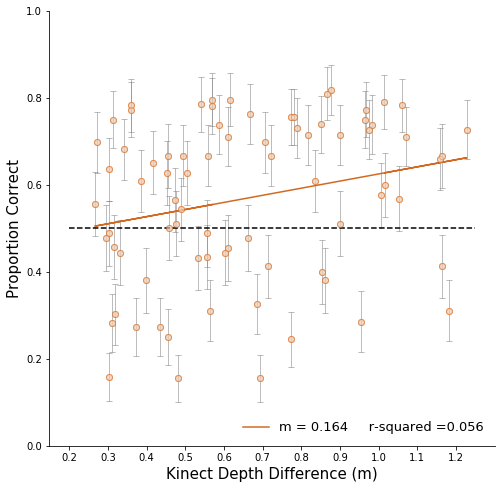 1.0
0.8
0.6
0.4
0.2
0.0
Proportion Correct
m = 0.164 r-squared =0.056
0.2 0.3 0.4 0.5 0.6 0.7 0.8 0.9 1.0 1.1 1.2
Kinect Depth Difference (m)